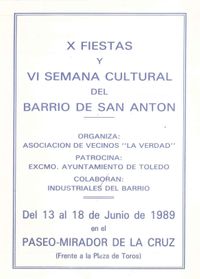 X FIESTAS
Y
VI SEMANA CULTURAL
DEL
BARRIO DE SAN ANTON
ORGANIZA:
ASOCIACION DE VECINOS "LA VERDAD"
PATROCINA:
EXCMO. AYUNTAMIENTO DE TOLEDO
COLABORAN:
INDUSTRIALES DEL BARRIO
Del 13 al 18 de Junio de 1989
en el
PASEO-MIRADOR DE LA CRUZ
(Frente a la Plaza de Toros)